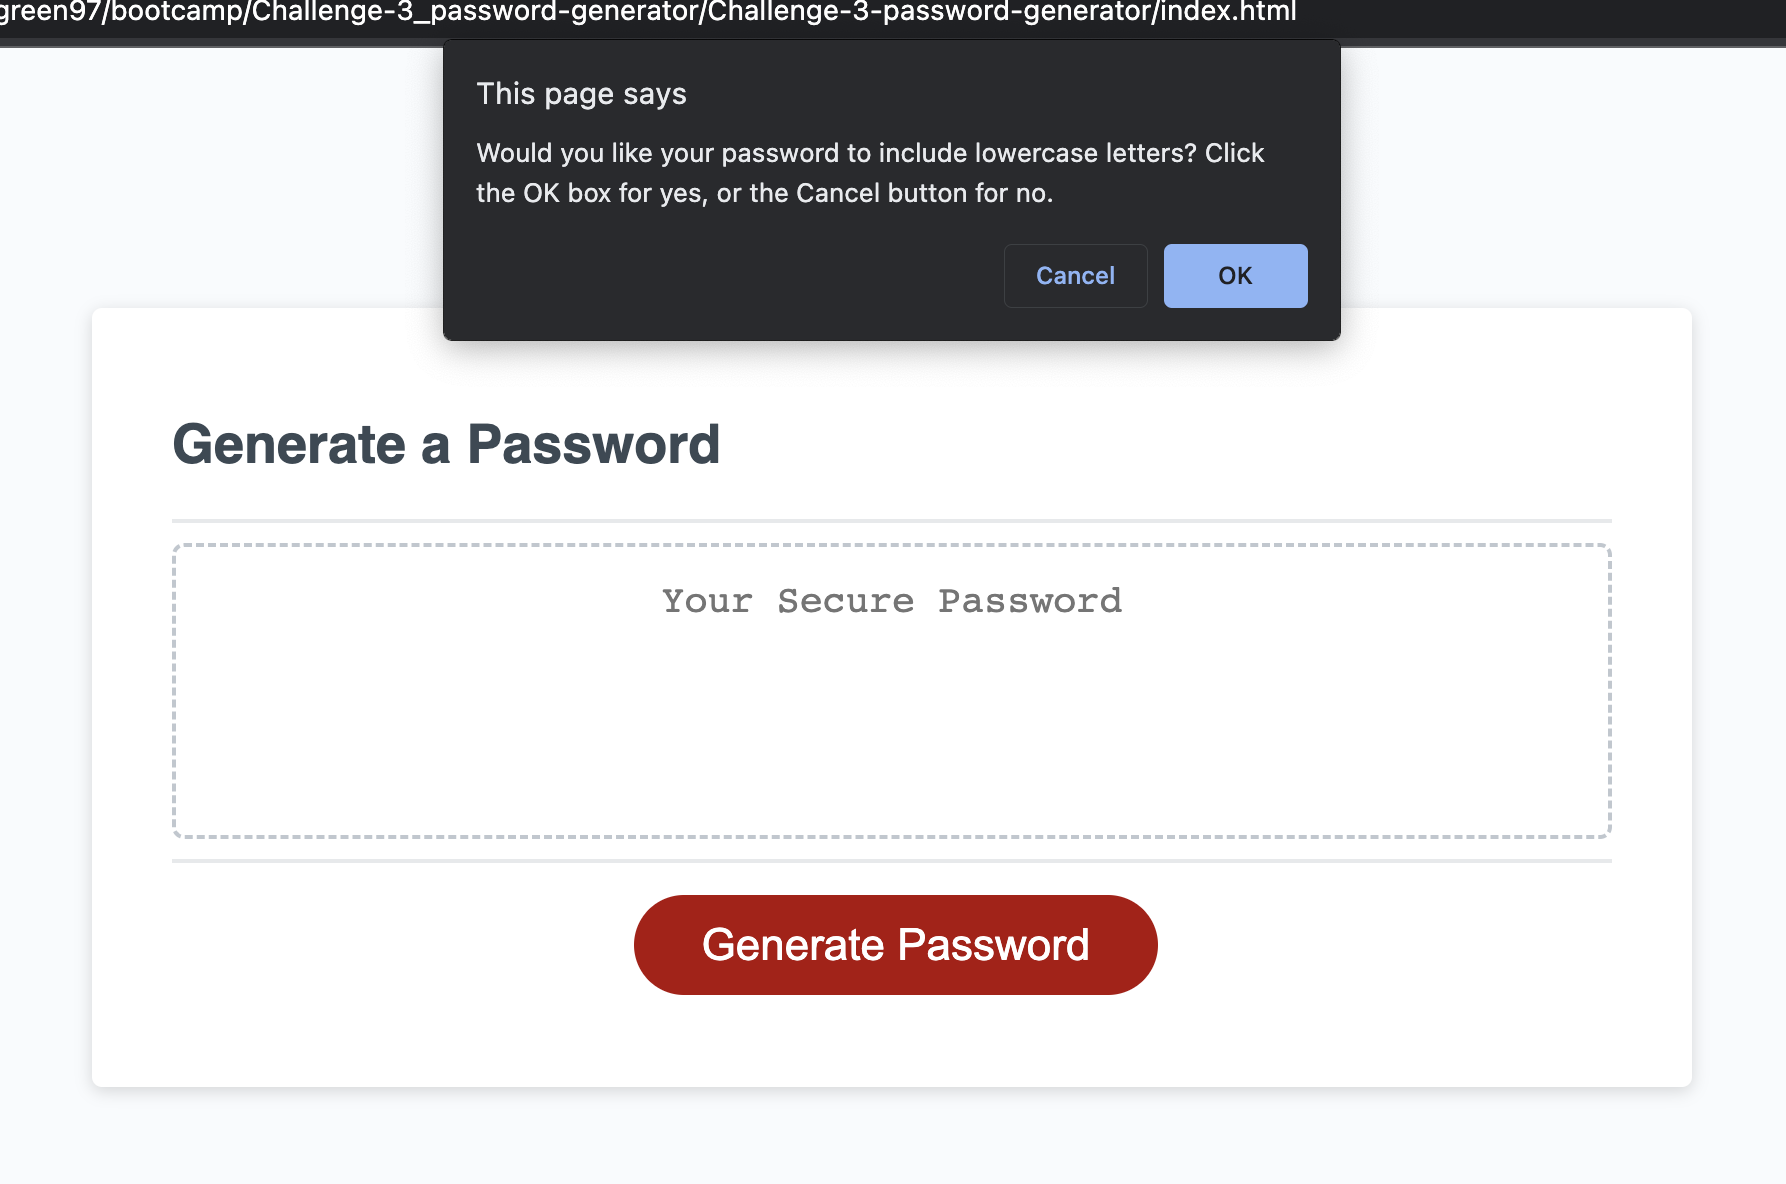 green97/bootcamp/Challenge-3_password-generator/Challenge-3-password-generator/index.html
This page says
Would you like your password to include lowercase letters? Click
the OK box for yes, or the Cancel button for no.
Cancel
OK
Generate a Password
Your Secure Password
Generate Password